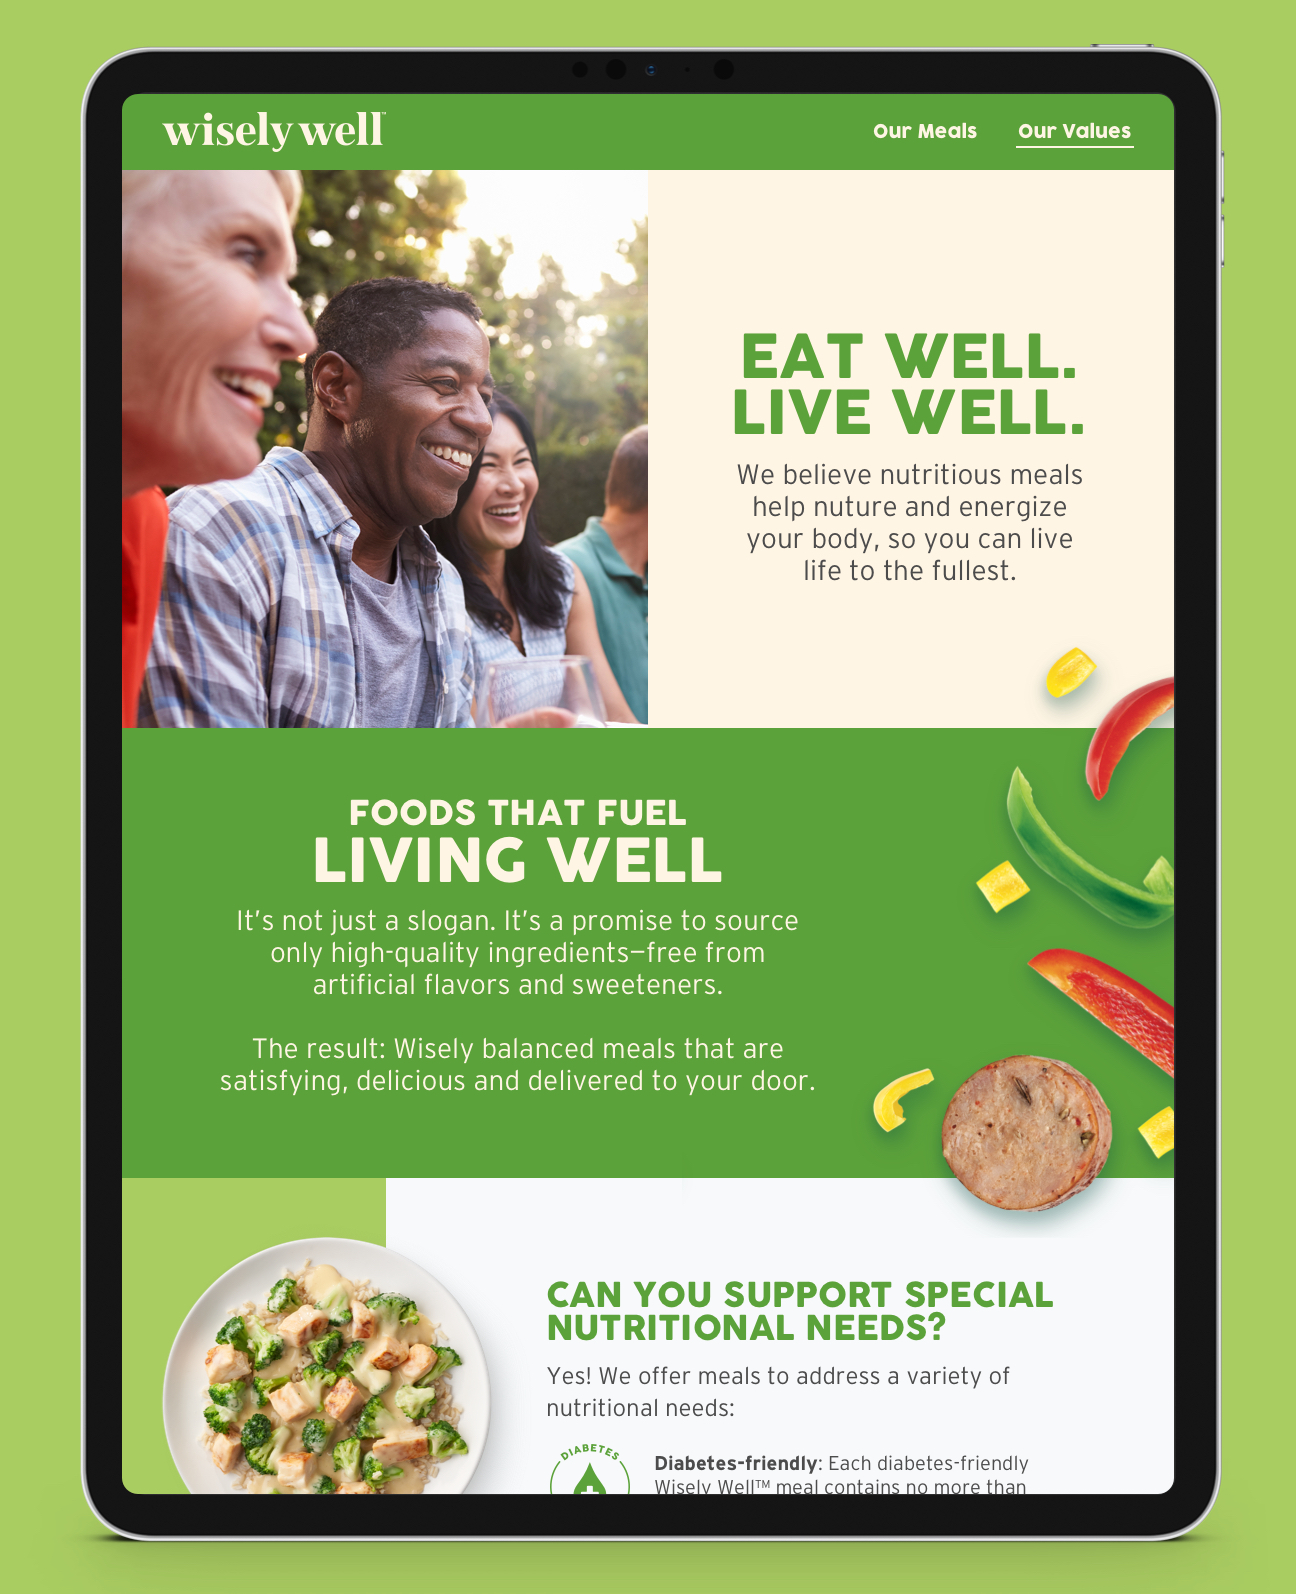 wisely well™
Our Meals
Our Values
EAT WELL.
LIVE WELL.
We believe nutritious meals
help nuture and energize
your body, so you can live
life to the fullest.
FOODS THAT FUEL
LIVING WELL
It's not just a slogan. It's a promise to source
only high-quality ingredients–free from
artificial flavors and sweeteners.
The result: Wisely balanced meals that are
satisfying, delicious and delivered to your door.
CAN YOU SUPPORT SPECIAL
NUTRITIONAL NEEDS?
Yes! We offer meals to address a variety of
nutritional needs:
DIABETES
Diabetes-friendly: Each diabetes-friendly
Wisely Well™ meal contains no more than